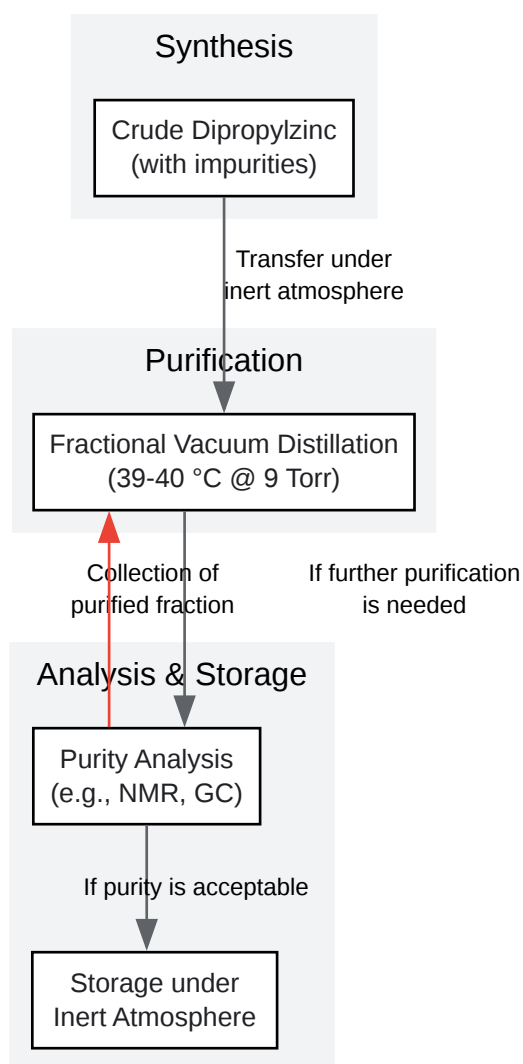 Synthesis
Crude Dipropylzinc
(with impurities)
Transfer under
inert atmosphere
Purification
Fractional Vacuum Distillation
(39-40 °C @ 9 Torr)
Collection of
purified fraction
If further purification
is needed
Analysis & Storage
Purity Analysis
(e.g., NMR, GC)
If purity is acceptable
Storage under
Inert Atmosphere